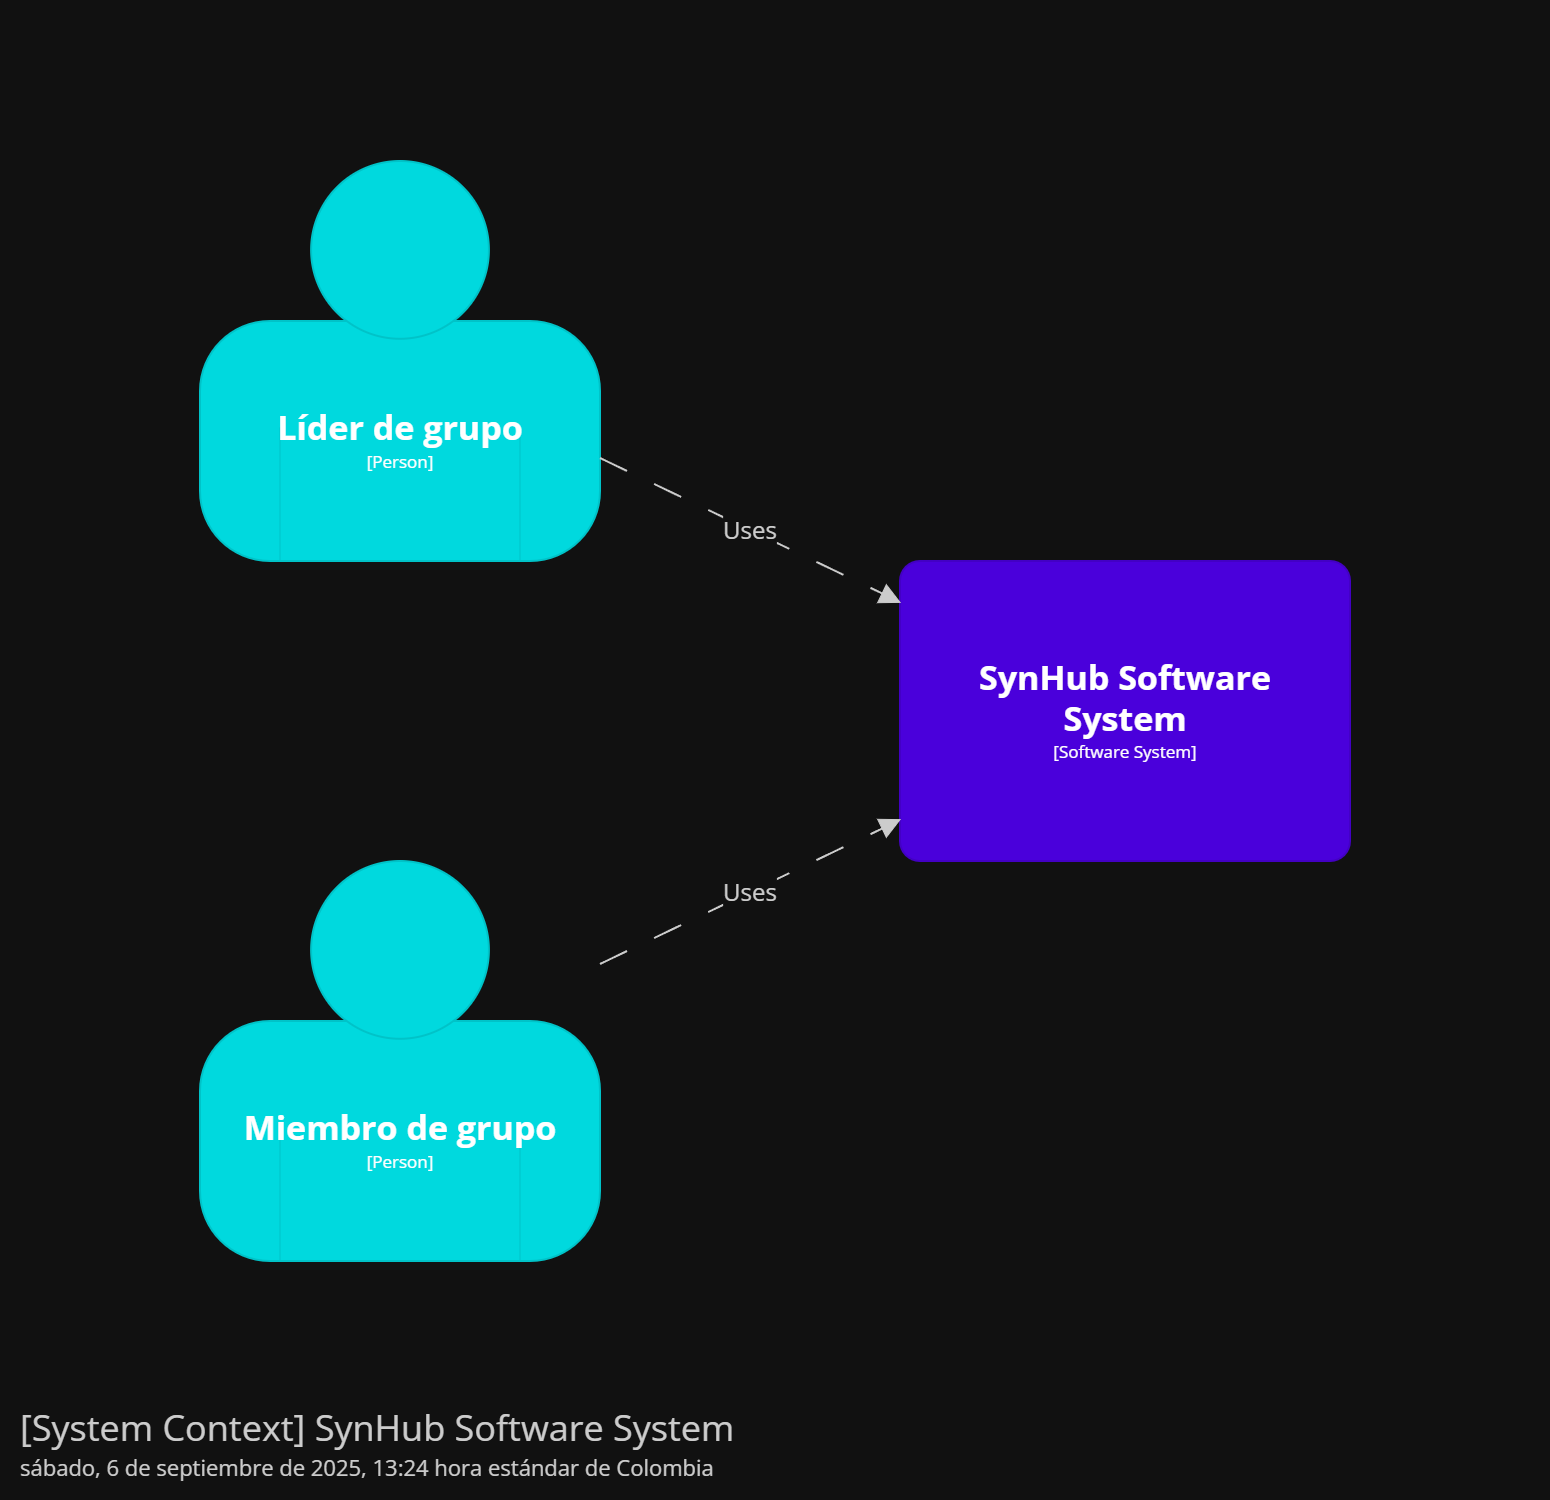 Líder de grupo
[Person]
Uses
SynHub Software
System
[Software System]
Uses
Miembro de grupo
[Person]
[System Context] SynHub Software System
sábado, 6 de septiembre de 2025, 13:24 hora estándar de Colombia